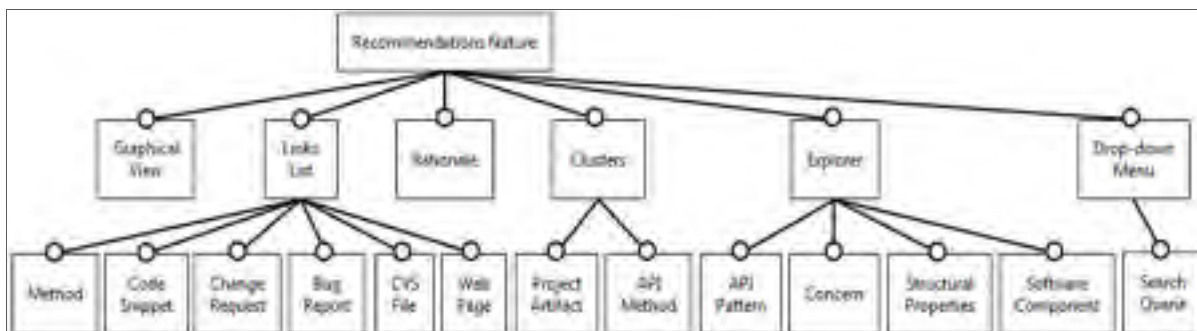 Recommendations Nature
Graphical
View
Links
List
Rationale
Clusters
Explorer
Drop-down
Menu
Method
Code
Snippet
Change
Request
Bug
Report
CVS
File
Web
Page
Project
Artifact
API
Method
API
Pattern
Concern
Structural
Properties
Software
Component
Search